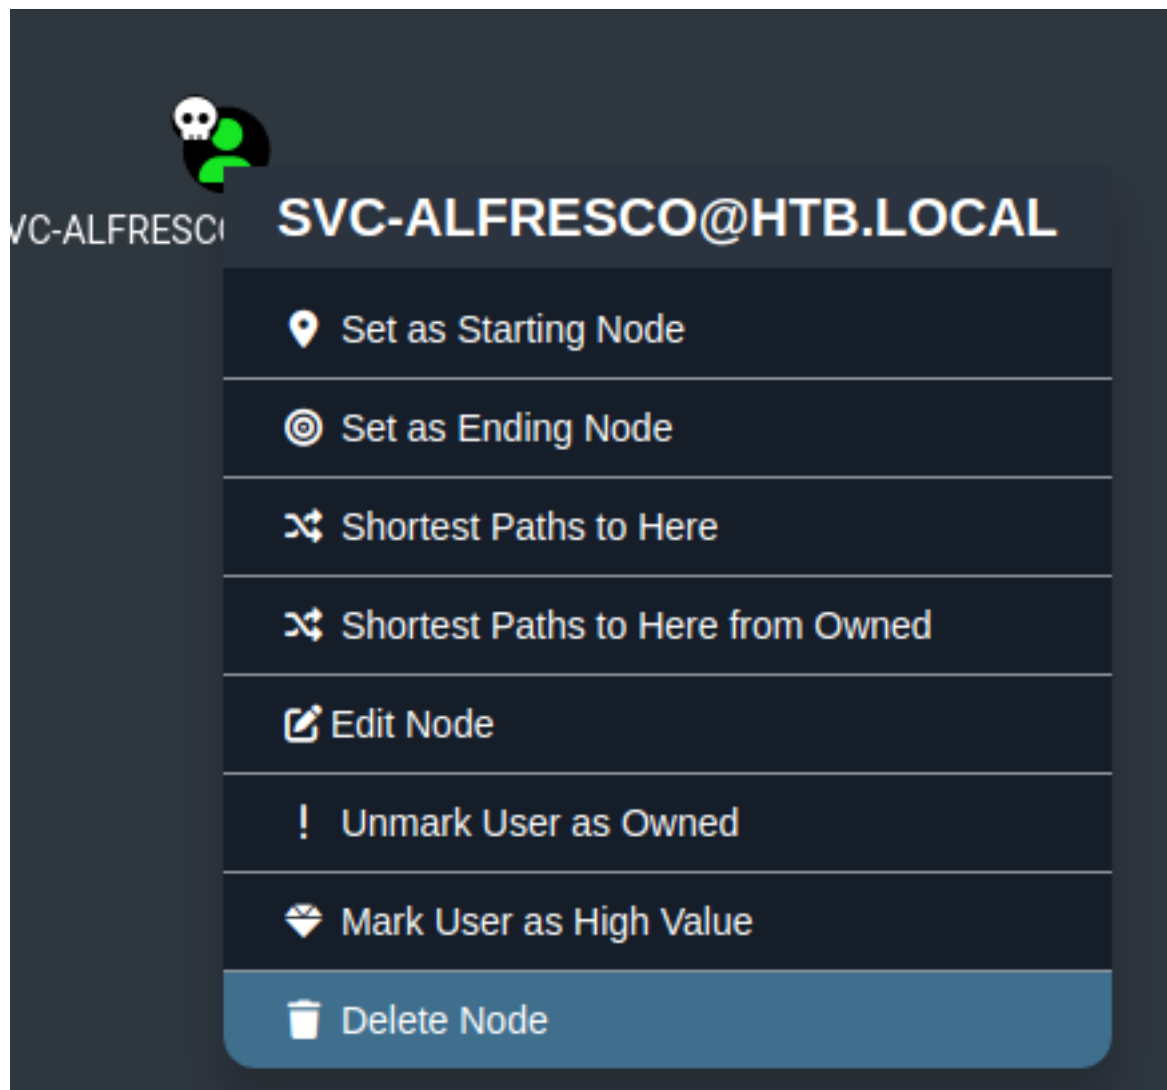 VC-ALFRESC
SVC-ALFRESCO@HTB.LOCAL
Set as Starting Node
Set as Ending Node
Shortest Paths to Here
Shortest Paths to Here from Owned
Edit Node
Unmark User as Owned
Mark User as High Value
Delete Node